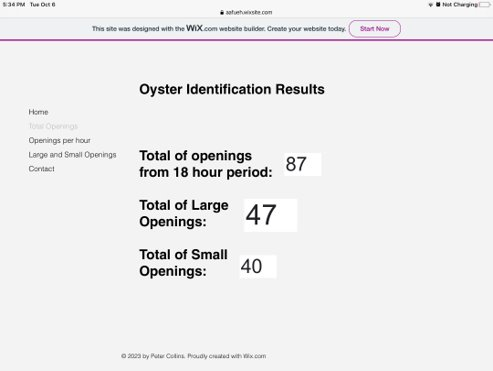 5:34 PM Tue Oct 6
Not Charging
aafueh.wixsite.com
This site was designed with the WiX.com website builder. Create your website today. Start Now
Oyster Identification Results
Home
Total Openings
Openings per hour
Large and Small Openings
Contact
Total of openings
from 18 hour period: 87
Total of Large
Openings: 47
Total of Small
Openings: 40
© 2023 by Peter Collins. Proudly created with Wix.com